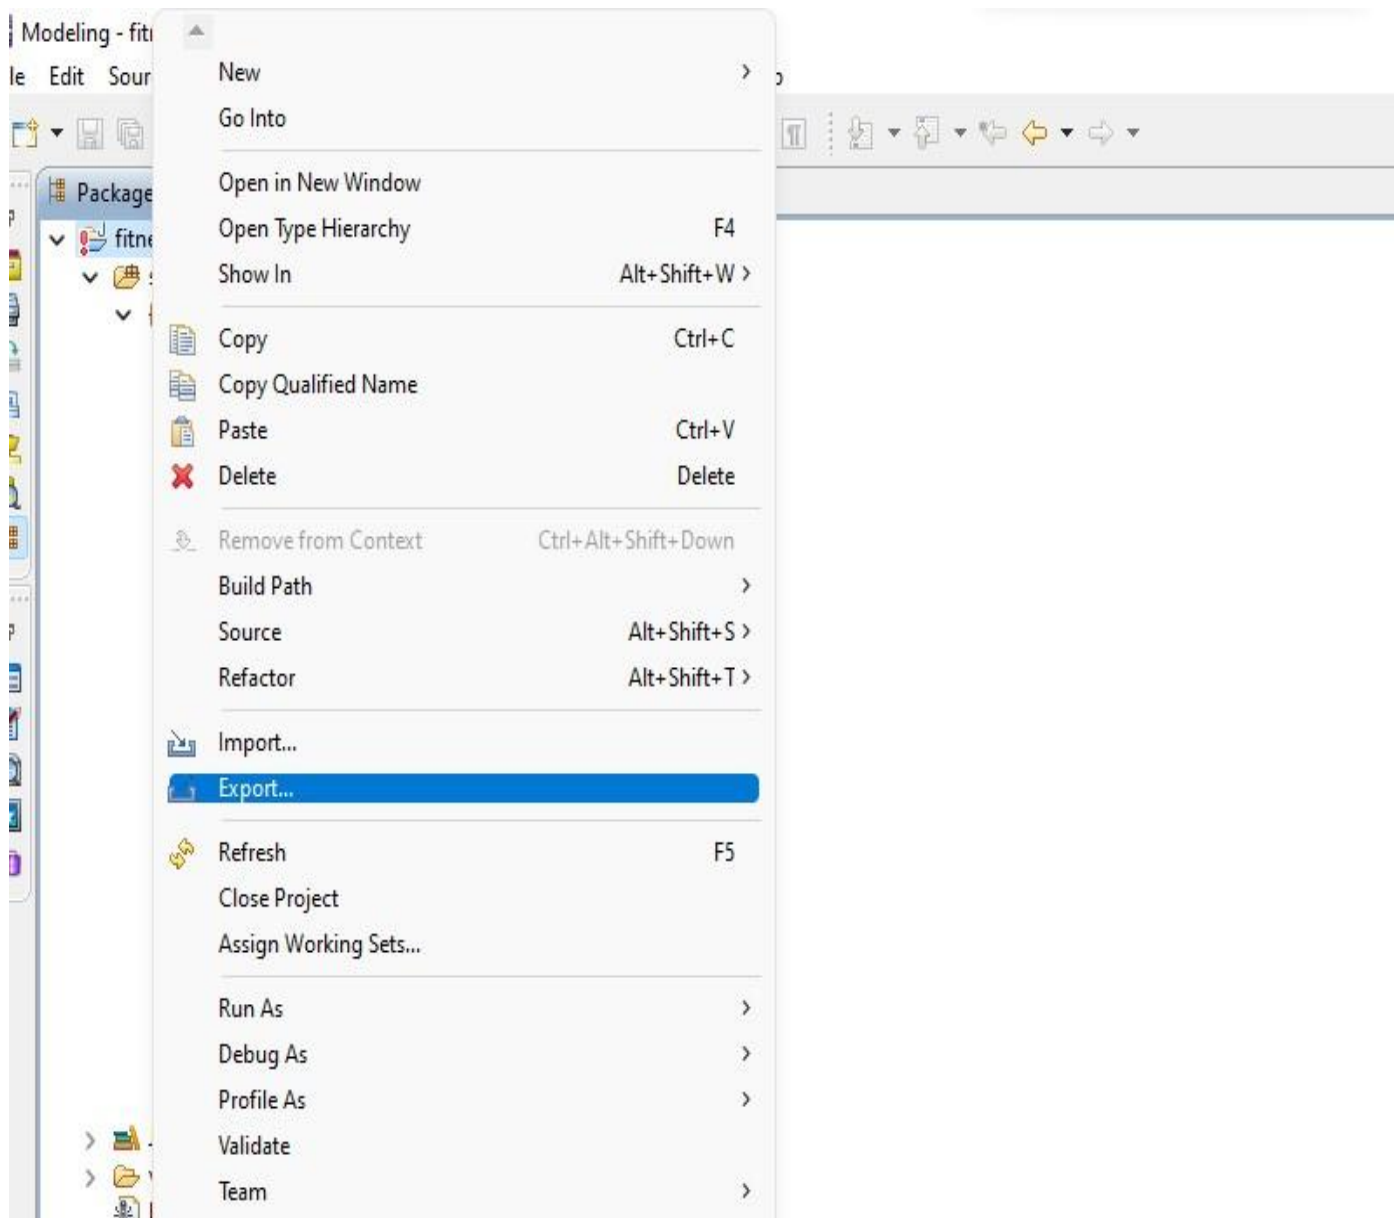 Modeling - fitn
le Edit Sour
Package
fitne
New
Go Into
Open in New Window
Open Type Hierarchy F4
Show In Alt+Shift+W
Copy Ctrl+C
Copy Qualified Name
Paste Ctrl+V
Delete Delete
Remove from Context Ctrl+Alt+Shift+Down
Build Path
Source Alt+Shift+S
Refactor Alt+Shift+T
Import...
Export...
Refresh F5
Close Project
Assign Working Sets...
Run As
Debug As
Profile As
Validate
Team